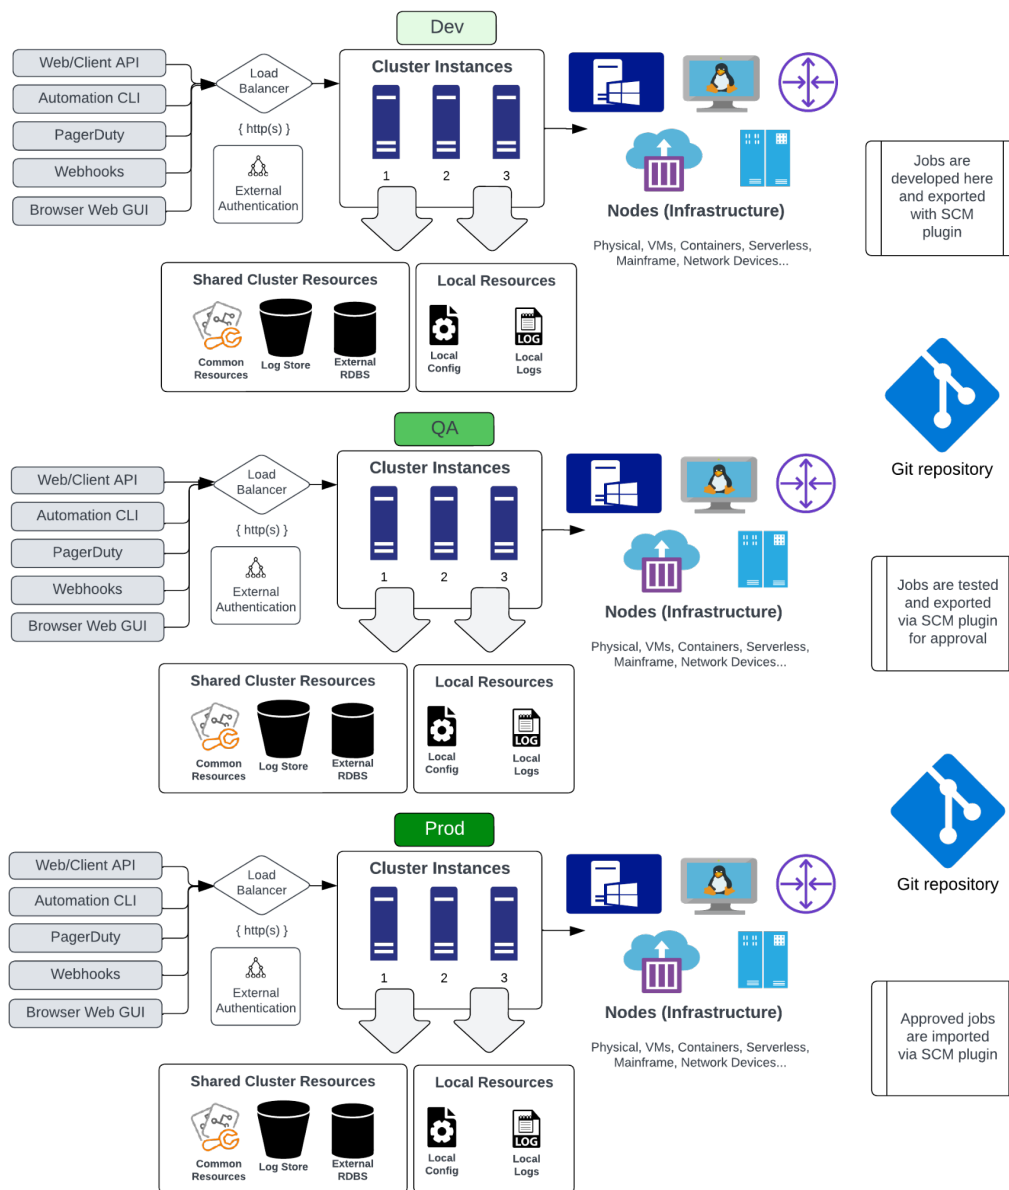 Dev
Web/Client API
Automation CLI
PagerDuty
Webhooks
Browser Web GUI
Load
Balancer
{ http(s) }
External
Authentication
Cluster Instances
1
2
3
Nodes (Infrastructure)
Physical, VMs, Containers, Serverless,
Mainframe, Network Devices...
Jobs are
developed here
and exported
with SCM
plugin
Shared Cluster Resources
Common
Resources
Log Store
External
RDBS
Local Resources
Local
Config
LOG
Local
Logs
Git repository
QA
Web/Client API
Automation CLI
PagerDuty
Webhooks
Browser Web GUI
Load
Balancer
{ http(s) }
External
Authentication
Cluster Instances
1
2
3
Nodes (Infrastructure)
Physical, VMs, Containers, Serverless,
Mainframe, Network Devices...
Jobs are tested
and exported
via SCM plugin
for approval
Shared Cluster Resources
Common
Resources
Log Store
External
RDBS
Local Resources
Local
Config
LOG
Local
Logs
Git repository
Prod
Web/Client API
Automation CLI
PagerDuty
Webhooks
Browser Web GUI
Load
Balancer
{ http(s) }
External
Authentication
Cluster Instances
1
2
3
Nodes (Infrastructure)
Physical, VMs, Containers, Serverless,
Mainframe, Network Devices...
Approved jobs
are imported
via SCM plugin
Shared Cluster Resources
Common
Resources
Log Store
External
RDBS
Local Resources
Local
Config
LOG
Local
Logs